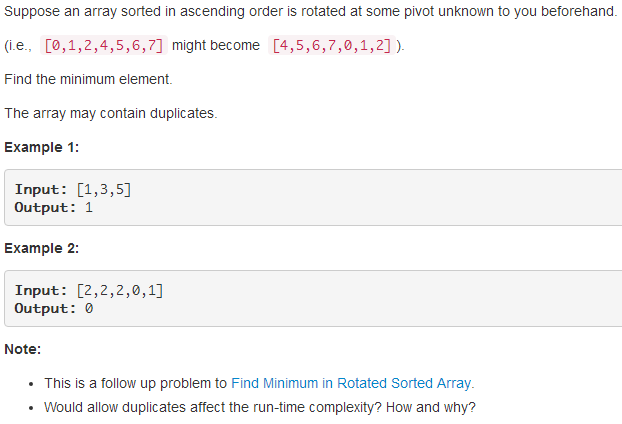 Suppose an array sorted in ascending order is rotated at some pivot unknown to you beforehand.
(i.e., [0,1,2,4,5,6,7] might become [4,5,6,7,0,1,2]).
Find the minimum element.
The array may contain duplicates.
Example 1:
Input: [1,3,5]
Output: 1
Example 2:
Input: [2,2,2,0,1]
Output: 0
Note:
• This is a follow up problem to Find Minimum in Rotated Sorted Array.
• Would allow duplicates affect the run-time complexity? How and why?